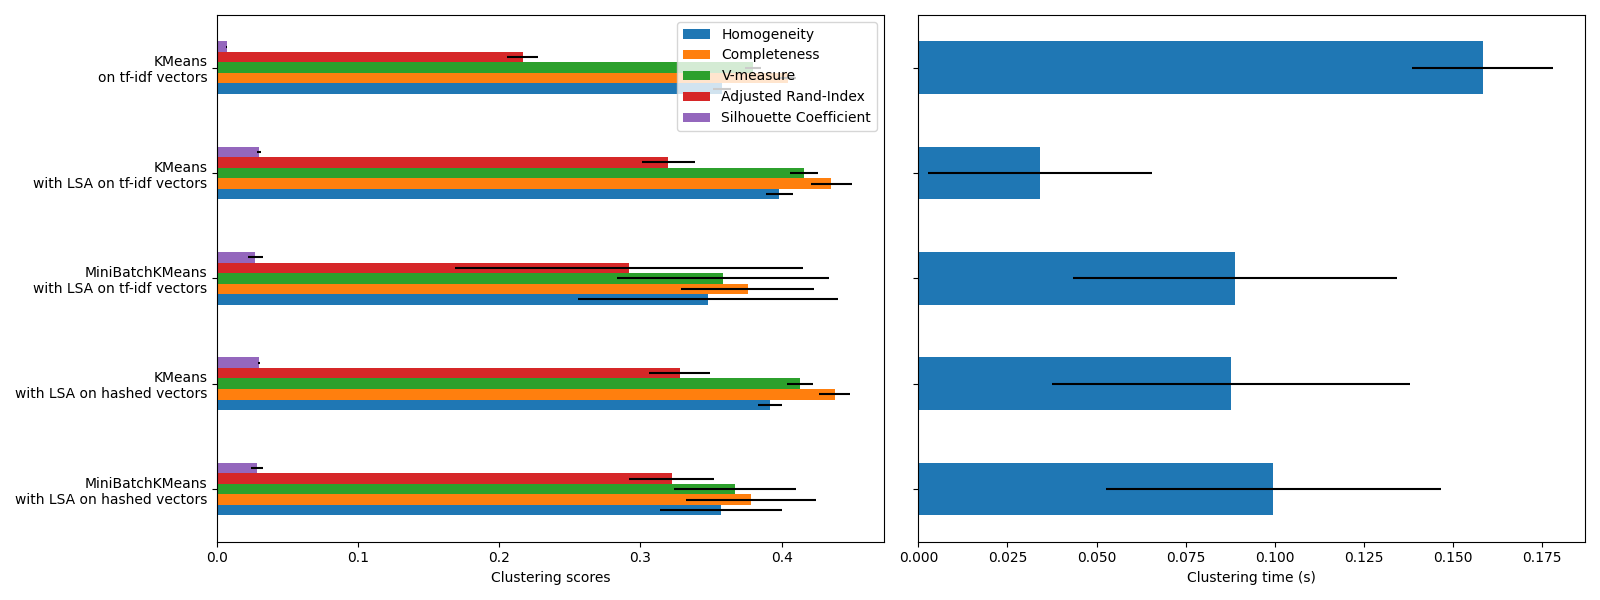 KMeans
on tf-idf vectors
KMeans
with LSA on tf-idf vectors
MiniBatchKMeans
with LSA on tf-idf vectors
KMeans
with LSA on hashed vectors
MiniBatchKMeans
with LSA on hashed vectors
Homogeneity
Completeness
V-measure
Adjusted Rand-Index
Silhouette Coefficient
0.0 0.1 0.2 0.3 0.4
Clustering scores
0.000 0.025 0.050 0.075 0.100 0.125 0.150 0.175
Clustering time (s)